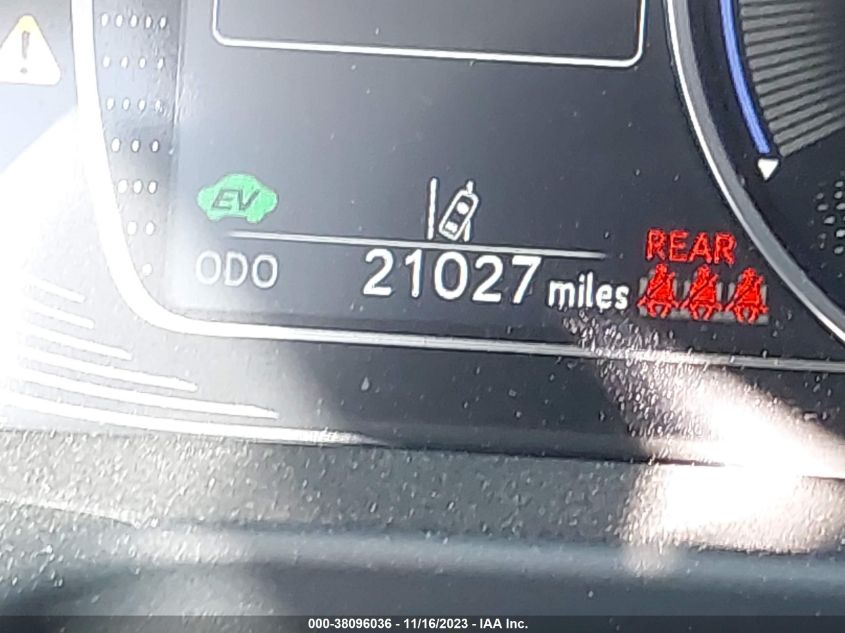 EV
REAR
ODO 21027 miles
000-38096036 - 11/16/2023 - IAA Inc.